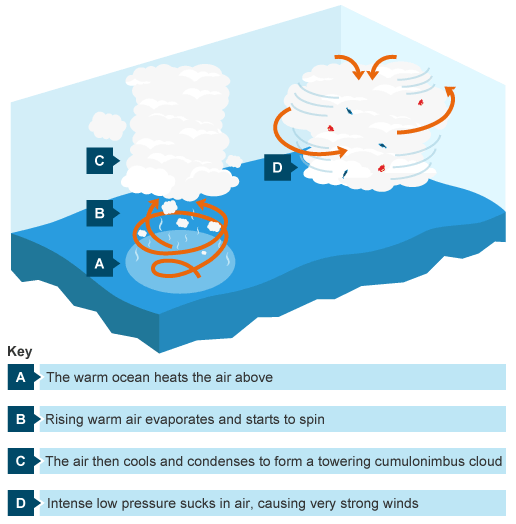 C
B
A
D
Key
A The warm ocean heats the air above
B Rising warm air evaporates and starts to spin
C The air then cools and condenses to form a towering cumulonimbus cloud
D Intense low pressure sucks in air, causing very strong winds